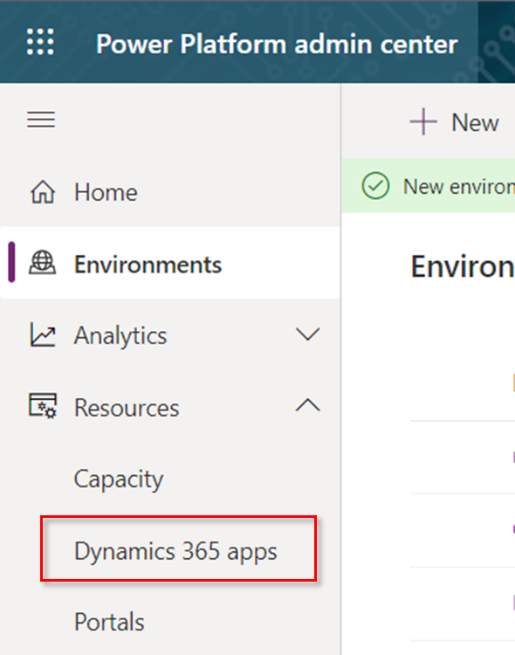 Power Platform admin center
New
Home
New environ
Environments
Environ
Analytics
Resources
Capacity
Dynamics 365 apps
Portals